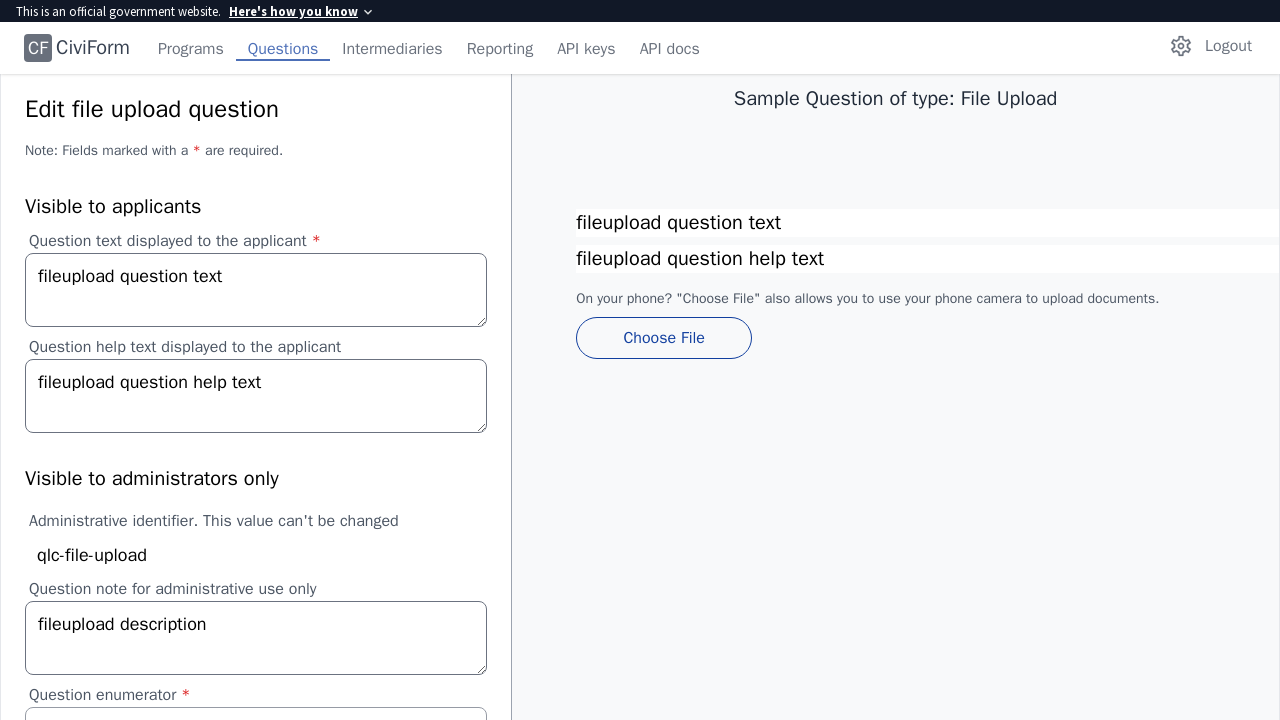 This is an official government website. Here's how you know
CF CiviForm Programs Questions Intermediaries Reporting API keys API docs Logout
Edit file upload question
Note: Fields marked with a * are required.
Visible to applicants
Question text displayed to the applicant *
fileupload question text
Question help text displayed to the applicant
fileupload question help text
Visible to administrators only
Administrative identifier. This value can't be changed
qlc-file-upload
Question note for administrative use only
fileupload description
Question enumerator *
Sample Question of type: File Upload
fileupload question text
fileupload question help text
On your phone? "Choose File" also allows you to use your phone camera to upload documents.
Choose File